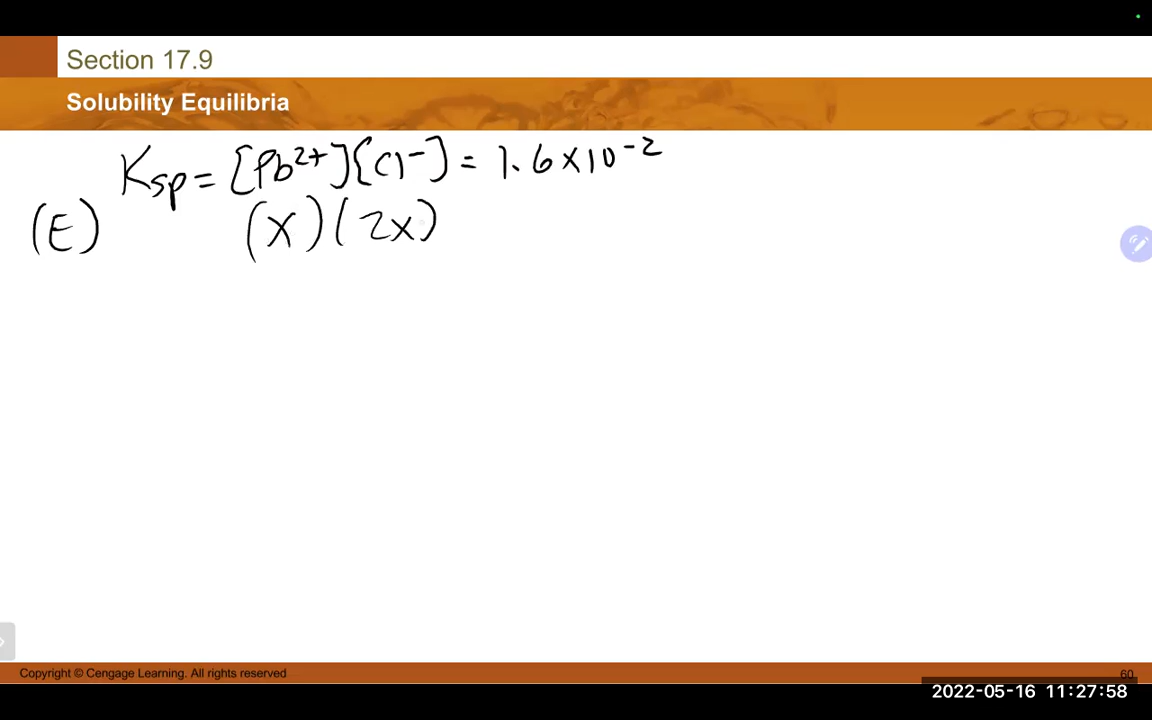 Section 17.9
Solubility Equilibria
Ksp = [Pb²⁺][Cl⁻] = 1.6×10⁻²
(E) (x)(2x)
Copyright © Cengage Learning. All rights reserved
60
2022-05-16 11:27:58